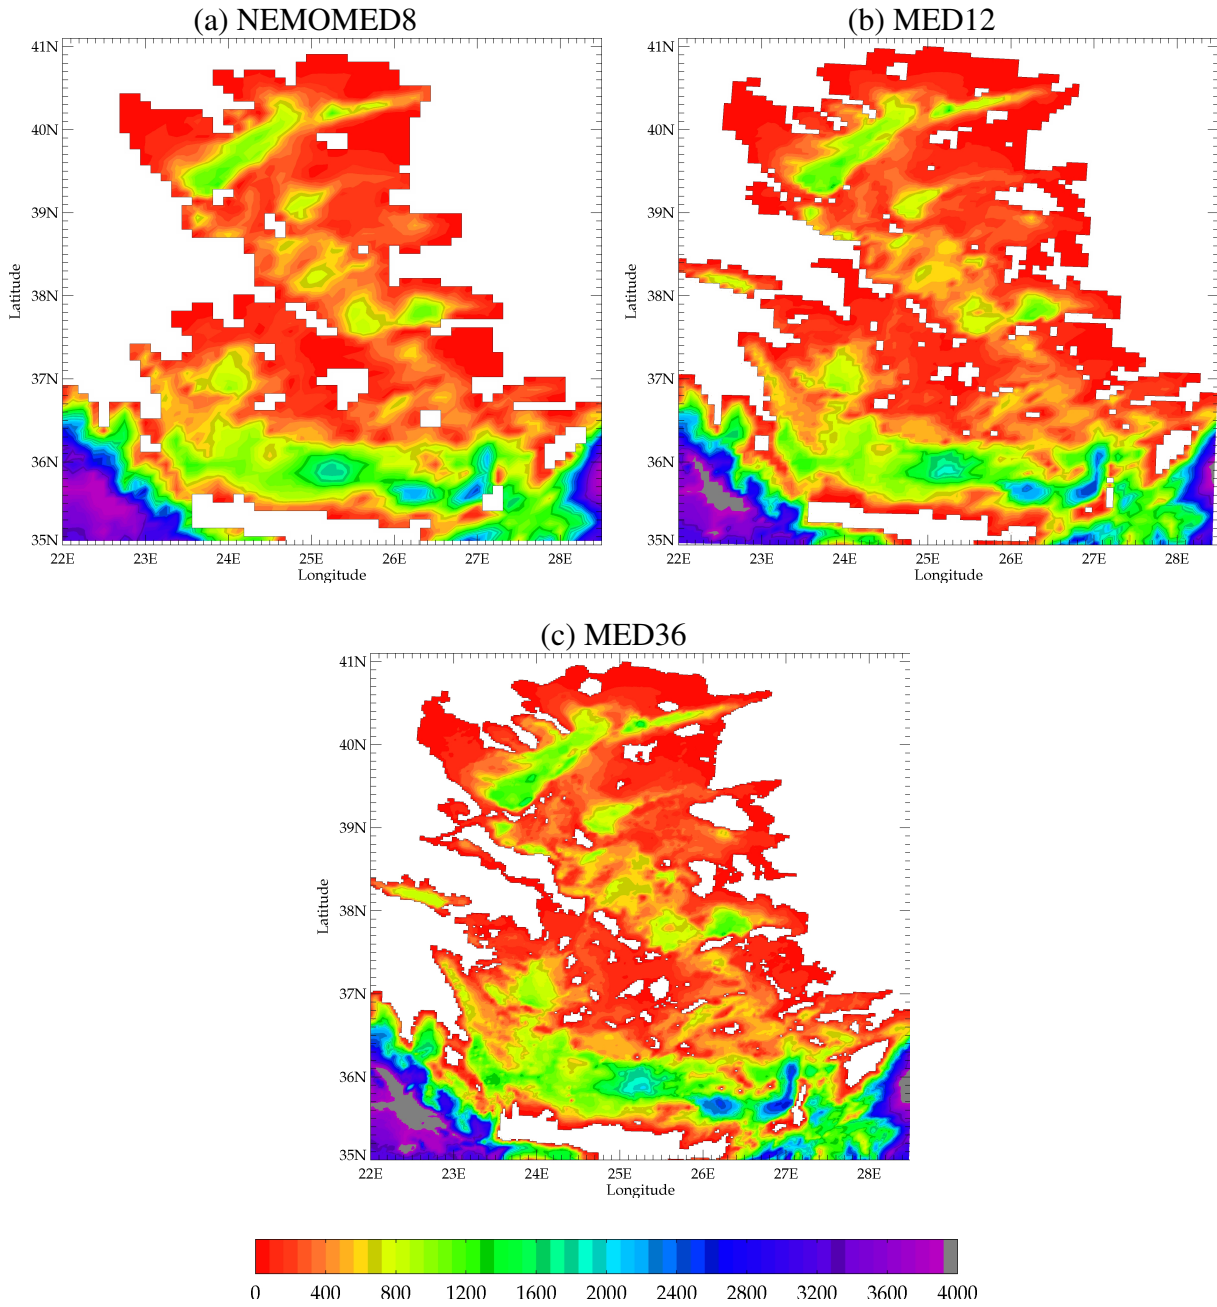 (a) NEMOMED8
(b) MED12
41N
40N
39N
38N
37N
36N
35N
Latitude
22E 23E 24E 25E 26E 27E 28E
Longitude
41N
40N
39N
38N
37N
36N
35N
Latitude
22E 23E 24E 25E 26E 27E 28E
Longitude
(c) MED36
41N
40N
39N
38N
37N
36N
35N
Latitude
22E 23E 24E 25E 26E 27E 28E
Longitude
0 400 800 1200 1600 2000 2400 2800 3200 3600 4000